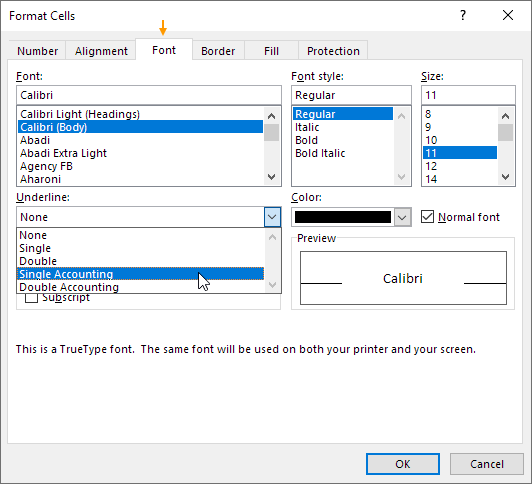 Format Cells
Number Alignment Font Border Fill Protection
Font: Font style: Size:
Calibri Regular 11
Calibri Light (Headings) Regular 8
Calibri (Body) Italic 9
Abadi Bold 10
Abadi Extra Light Bold Italic 11
Agency FB 12
Aharoni 14
Underline: Color:
None Normal font
None Preview
Single
Double
Single Accounting Calibri
Double Accounting
Subscript
This is a TrueType font. The same font will be used on both your printer and your screen.
OK Cancel